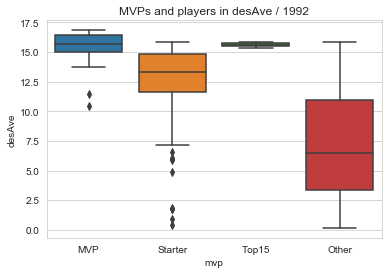 MVPs and players in desAve / 1992
17.5
15.0
12.5
10.0
7.5
5.0
2.5
0.0
desAve
MVP Starter Top15 Other
mvp